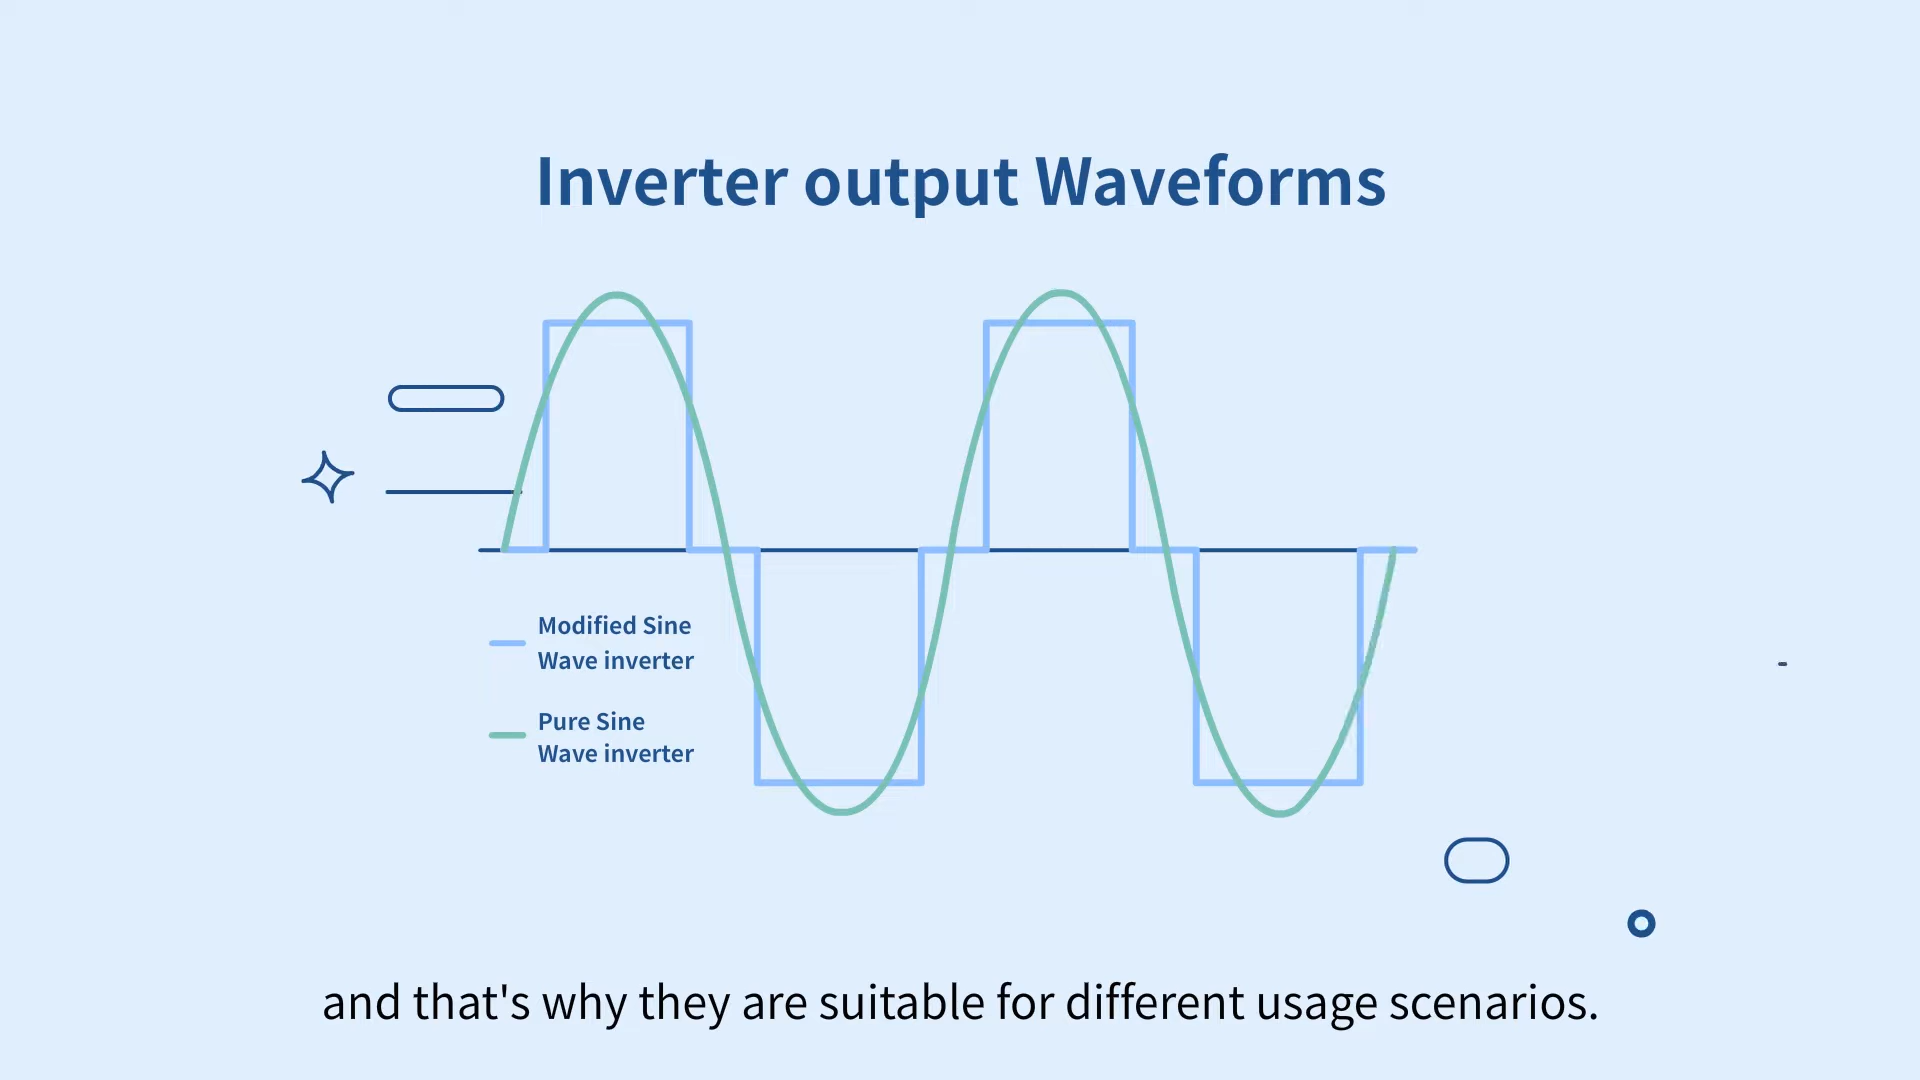 Inverter output Waveforms
Modified Sine
Wave inverter
Pure Sine
Wave inverter
and that's why they are suitable for different usage scenarios.